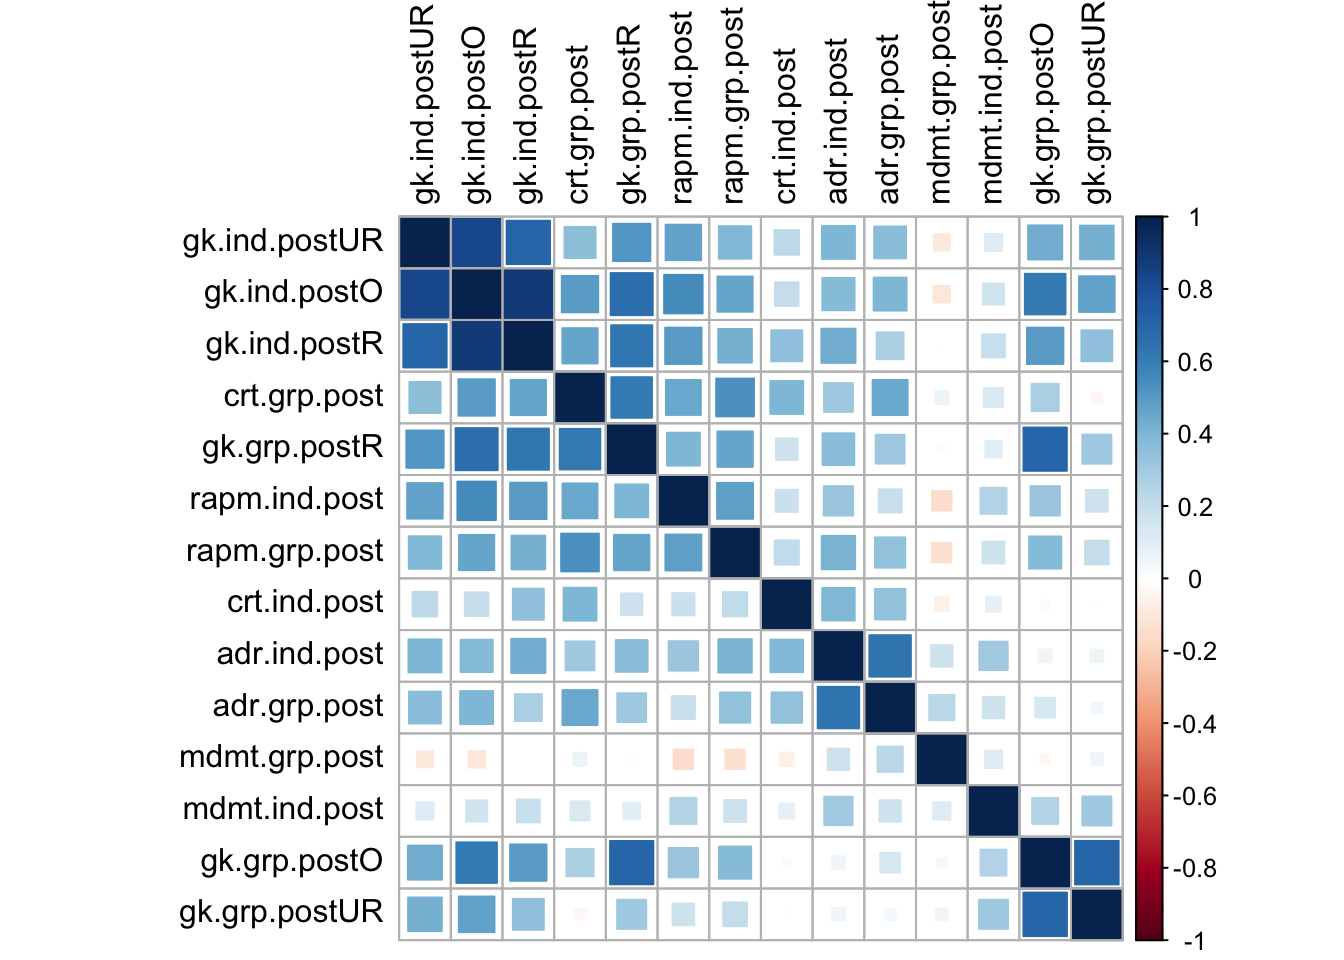 gk.ind.postUR
gk.ind.postO
gk.ind.postR
crt.grp.post
gk.grp.postR
rapm.ind.post
rapm.grp.post
crt.ind.post
adr.ind.post
adr.grp.post
mdmt.grp.post
mdmt.ind.post
gk.grp.postO
gk.grp.postUR
gk.ind.postUR
gk.ind.postO
gk.ind.postR
crt.grp.post
gk.grp.postR
rapm.ind.post
rapm.grp.post
crt.ind.post
adr.ind.post
adr.grp.post
mdmt.grp.post
mdmt.ind.post
gk.grp.postO
gk.grp.postUR
1
0.8
0.6
0.4
0.2
0
-0.2
-0.4
-0.6
-0.8
-1